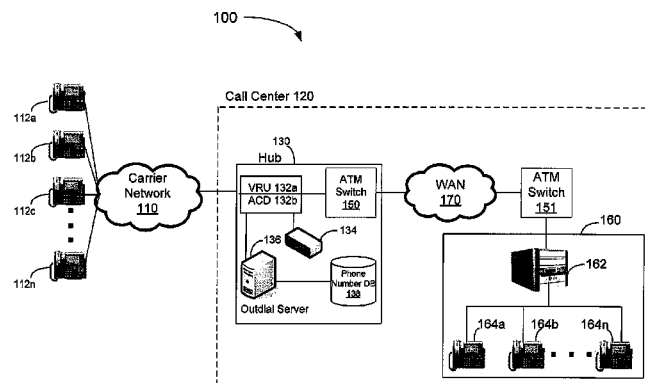 100
Call Center 120
112a
112b
112c
112n
Carrier
Network
110
130
Hub
VRU 132a
ACD 132b
ATM
Switch
150
134
136
Phone
Number DB
138
Outdial Server
WAN
170
ATM
Switch
151
160
162
164a
164b
164n